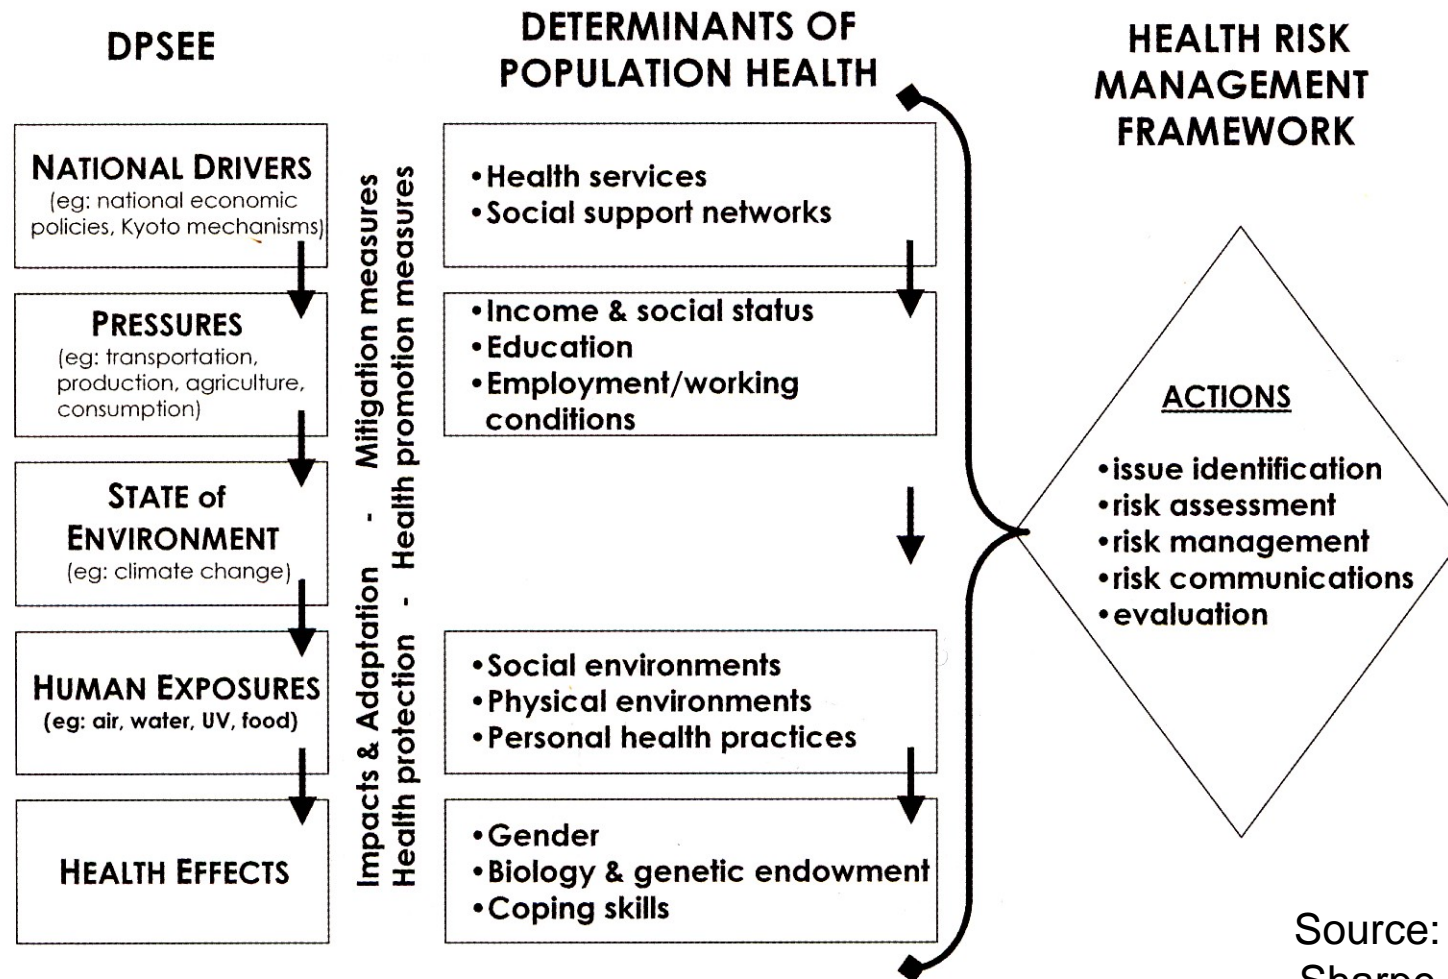 DPSEE
NATIONAL DRIVERS
(eg: national economic
policies, Kyoto mechanisms)
PRESSURES
(eg: transportation,
production, agriculture,
consumption)
STATE of
ENVIRONMENT
(eg: climate change)
HUMAN EXPOSURES
(eg: air, water, UV, food)
HEALTH EFFECTS
Impacts & Adaptation - Mitigation measures
Health protection - Health promotion measures
DETERMINANTS OF
POPULATION HEALTH
•Health services
•Social support networks
•Income & social status
•Education
•Employment/working
conditions
•Social environments
•Physical environments
•Personal health practices
•Gender
•Biology & genetic endowment
•Coping skills
HEALTH RISK
MANAGEMENT
FRAMEWORK
ACTIONS
•issue identification
•risk assessment
•risk management
•risk communications
•evaluation
Source:
Sharpe